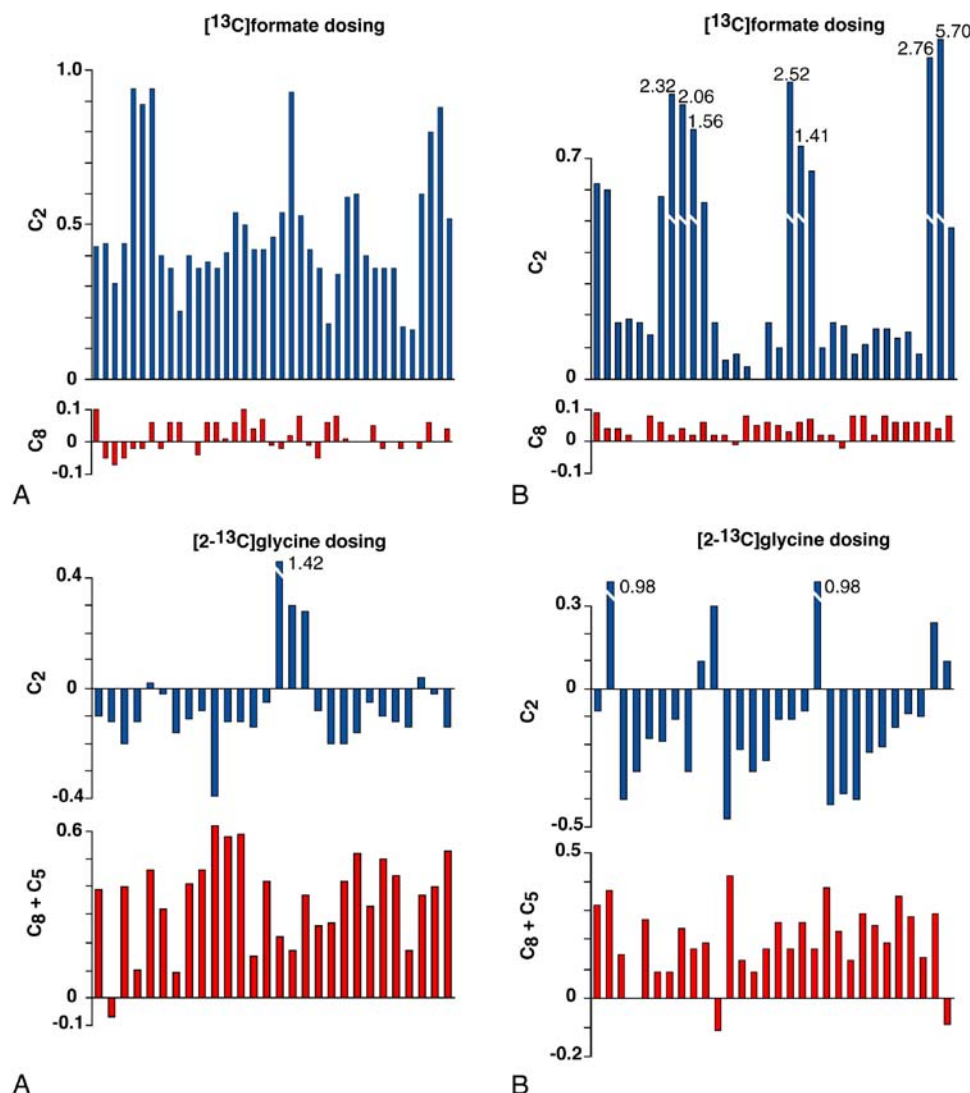 [¹³C]formate dosing
1.0
0.5
0
C₂
0.1
0
-0.1
C₈
A
[¹³C]formate dosing
2.32
2.06
1.56
2.52
1.41
2.76
5.70
0.7
0
C₂
0.1
0
-0.1
C₈
B
[2-¹³C]glycine dosing
1.42
0.4
0
-0.4
C₂
0.6
0
-0.1
C₈ + C₅
A
[2-¹³C]glycine dosing
0.98
0.98
0.3
0
-0.5
C₂
0.5
0
-0.2
C₈ + C₅
B